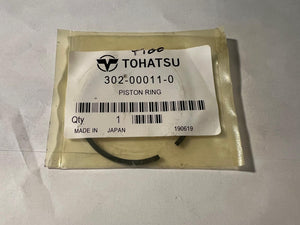 TOHATSU
302-00011-0
PISTON RING
Qty 1
MADE IN JAPAN 190619